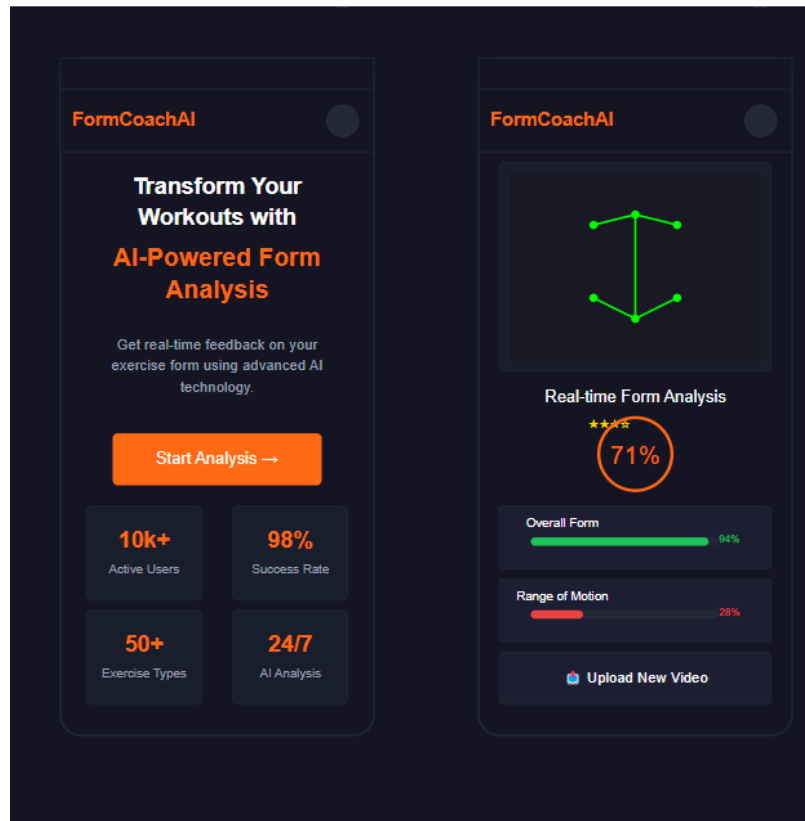 FormCoachAI
Transform Your
Workouts with
AI-Powered Form
Analysis
Get real-time feedback on your
exercise form using advanced AI
technology.
Start Analysis →
10k+
Active Users
98%
Success Rate
50+
Exercise Types
24/7
AI Analysis
FormCoachAI
Real-time Form Analysis
★★☆☆
71%
Overall Form
94%
Range of Motion
28%
Upload New Video